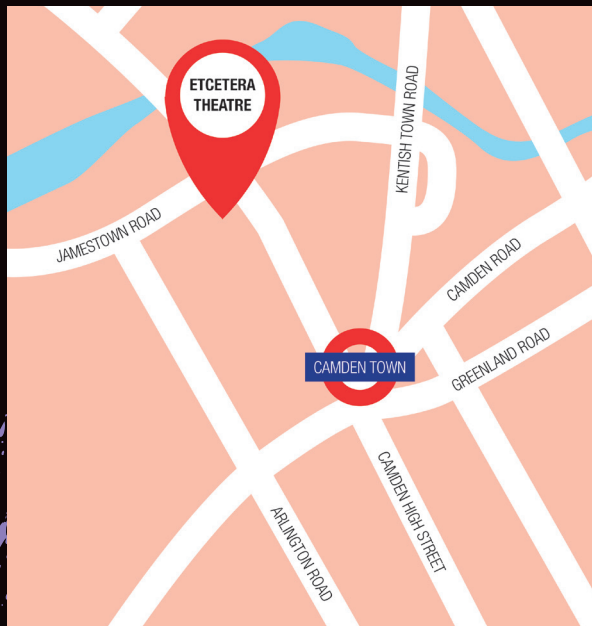 ETCETERA
THEATRE
KENTISH TOWN ROAD
JAMESTOWN ROAD
CAMDEN ROAD
CAMDEN TOWN
GREENLAND ROAD
CAMDEN HIGH STREET
ARLINGTON ROAD